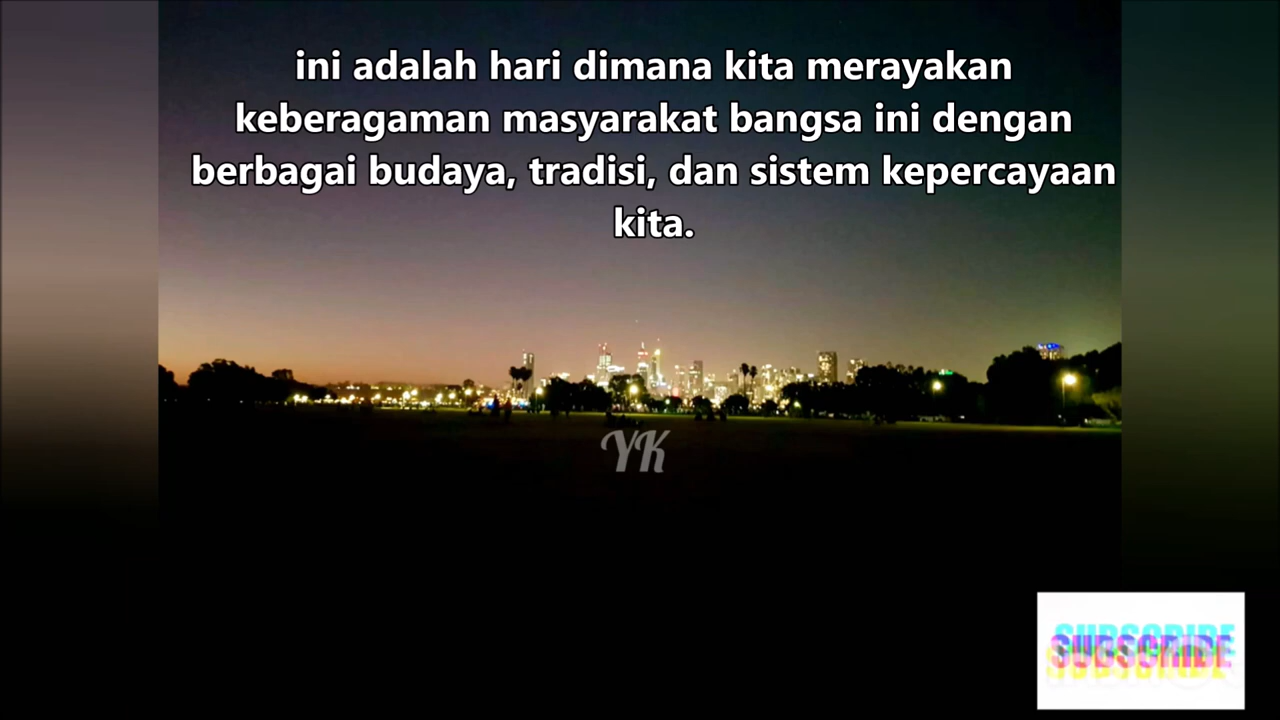 ini adalah hari dimana kita merayakan
keberagaman masyarakat bangsa ini dengan
berbagai budaya, tradisi, dan sistem kepercayaan
kita.
YK
SUBSCRIBE